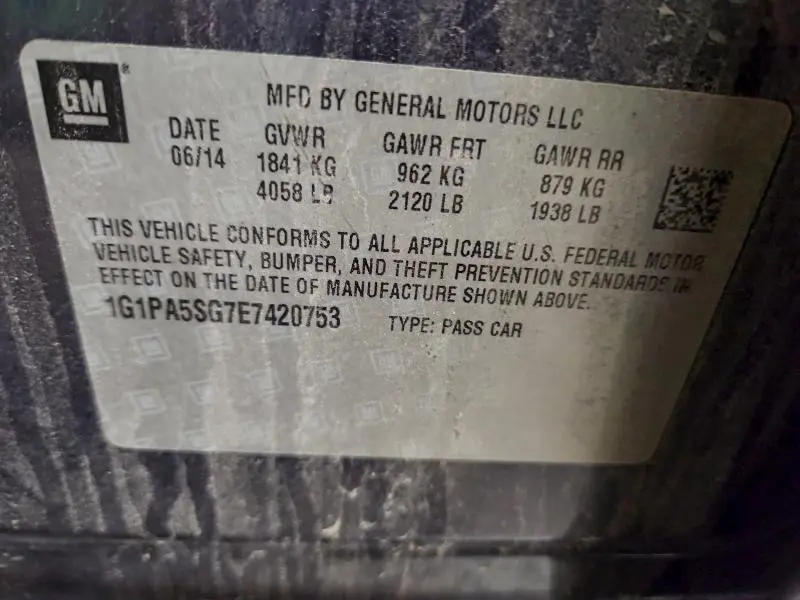 GM®
MFD BY GENERAL MOTORS LLC
DATE GVWR GAWR FRT GAWR RR
06/14 1841 KG 962 KG 879 KG
4058 LB 2120 LB 1938 LB
THIS VEHICLE CONFORMS TO ALL APPLICABLE U.S. FEDERAL MOTOR
VEHICLE SAFETY, BUMPER, AND THEFT PREVENTION STANDARDS IN
EFFECT ON THE DATE OF MANUFACTURE SHOWN ABOVE.
1G1PA5SG7E7420753 TYPE: PASS CAR